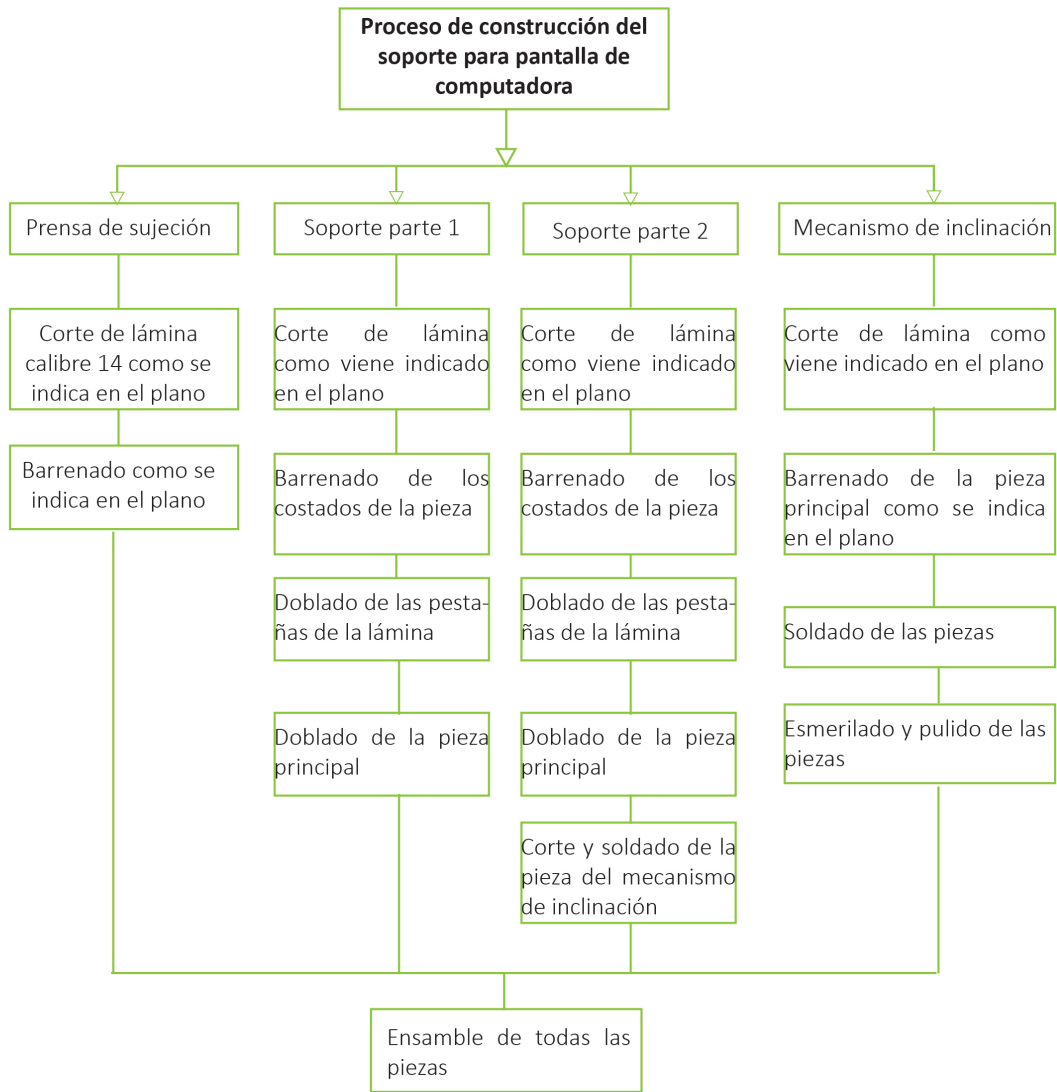 Proceso de construcción del
soporte para pantalla de
computadora
Prensa de sujeción
Soporte parte 1
Soporte parte 2
Mecanismo de inclinación
Corte de lámina
calibre 14 como se
indica en el plano
Corte de lámina
como viene indicado
en el plano
Corte de lámina
como viene indicado
en el plano
Corte de lámina como
viene indicado en el plano
Barrenado como se
indica en el plano
Barrenado de los
costados de la pieza
Barrenado de los
costados de la pieza
Barrenado de la pieza
principal como se indica
en el plano
Doblado de las pesta-
ñas de la lámina
Doblado de las pesta-
ñas de la lámina
Soldado de las piezas
Doblado de la pieza
principal
Doblado de la pieza
principal
Esmerilado y pulido de las
piezas
Corte y soldado de la
pieza del mecanismo
de inclinación
Ensamble de todas las
piezas